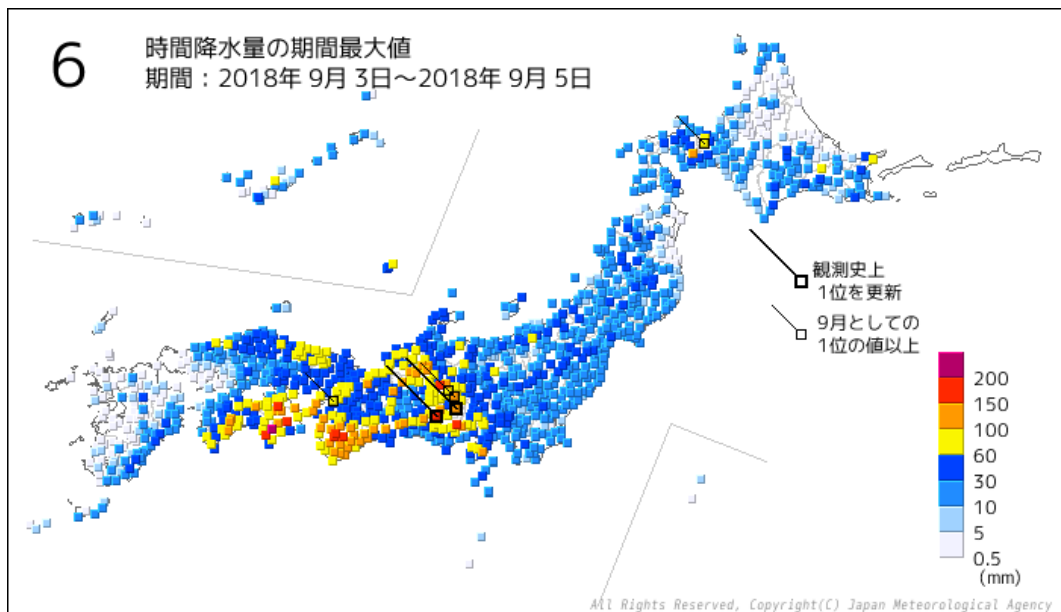 6
時間降水量の期間最大値
期間：2018年 9月 3日～2018年 9月 5日
観測史上
1位を更新
9月としての
1位の値以上
200
150
100
60
30
10
5
0.5
(mm)
All Rights Reserved, Copyright(C) Japan Meteorological Agency